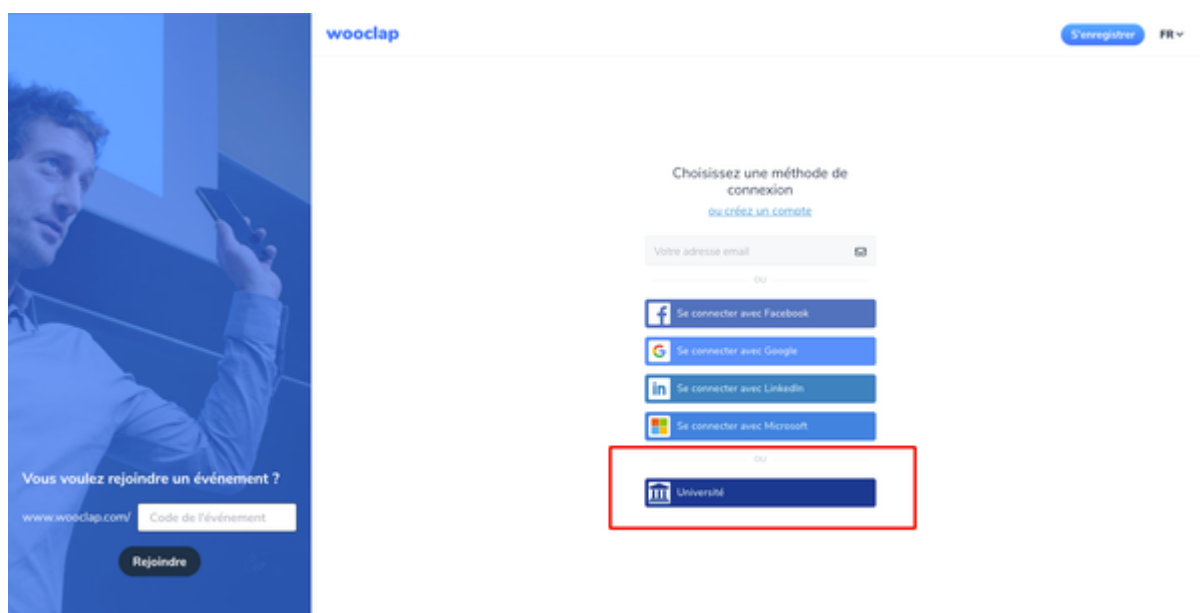 wooclap
S'enregistrer
FR
Choisissez une méthode de
connexion
ou créez un compte
Votre adresse email
OU
Se connecter avec Facebook
Se connecter avec Google
Se connecter avec LinkedIn
Se connecter avec Microsoft
OU
Université
Vous voulez rejoindre un événement ?
www.wooclap.com/ Code de l'événement
Rejoindre